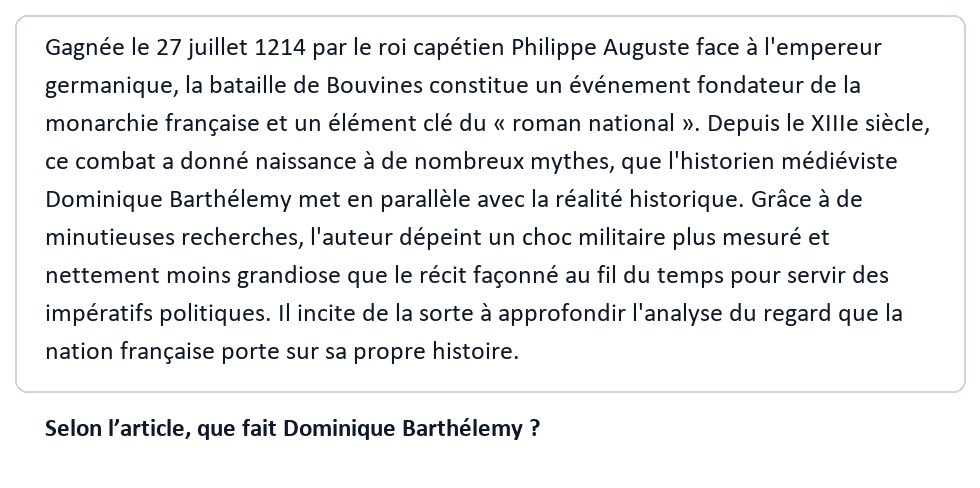 Gagnée le 27 juillet 1214 par le roi capétien Philippe Auguste face à l'empereur
germanique, la bataille de Bouvines constitue un événement fondateur de la
monarchie française et un élément clé du « roman national ». Depuis le XIIIe siècle,
ce combat a donné naissance à de nombreux mythes, que l'historien médiéviste
Dominique Barthélemy met en parallèle avec la réalité historique. Grâce à de
minutieuses recherches, l'auteur dépeint un choc militaire plus mesuré et
nettement moins grandiose que le récit façonné au fil du temps pour servir des
impératifs politiques. Il incite de la sorte à approfondir l'analyse du regard que la
nation française porte sur sa propre histoire.
Selon l’article, que fait Dominique Barthélemy ?